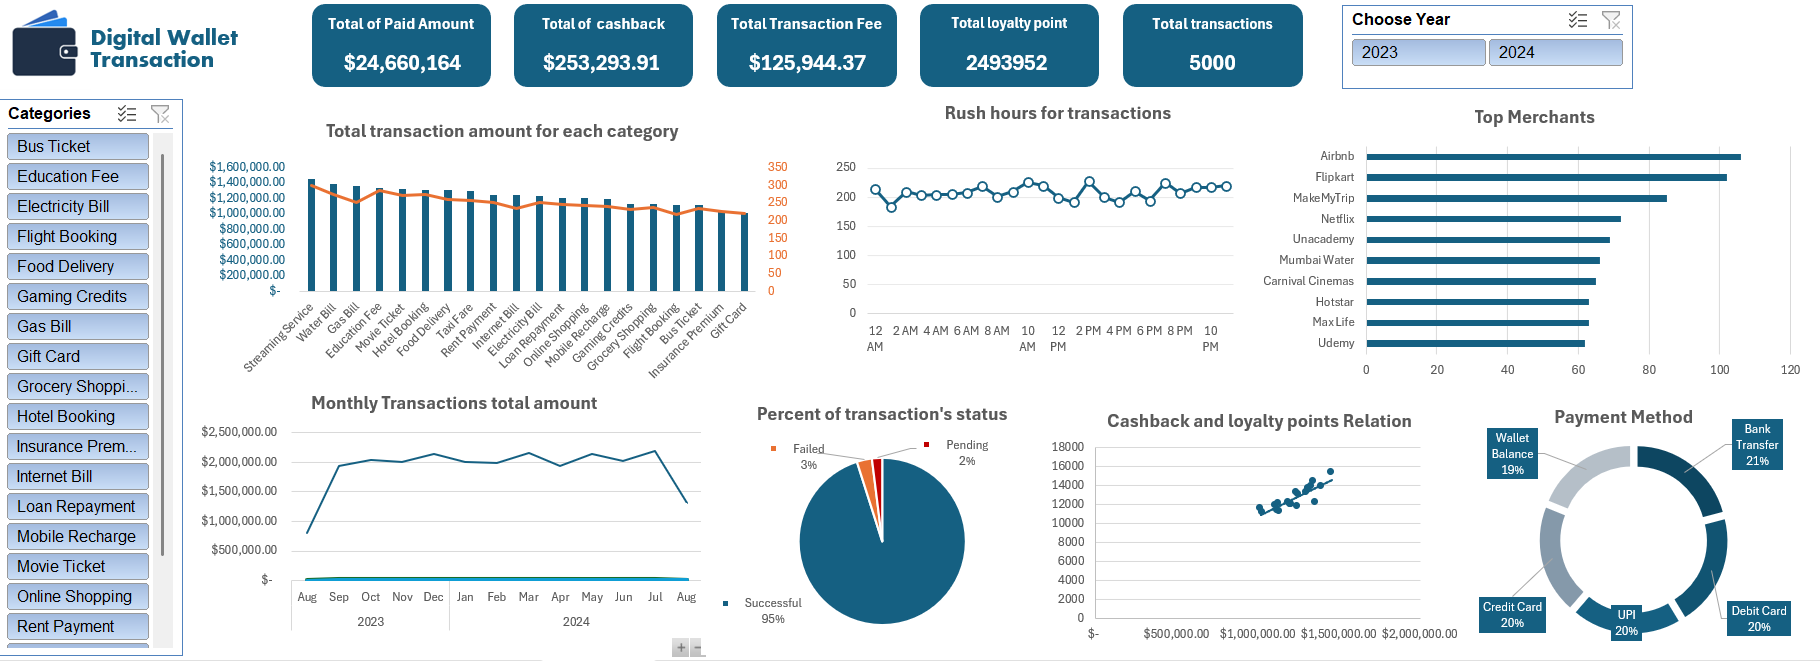 Digital Wallet
Transaction
Total of Paid Amount
$24,660,164
Total of cashback
$253,293.91
Total Transaction Fee
$125,944.37
Total loyalty point
2493952
Total transactions
5000
Choose Year
2023
2024
Categories
Bus Ticket
Education Fee
Electricity Bill
Flight Booking
Food Delivery
Gaming Credits
Gas Bill
Gift Card
Grocery Shoppi...
Hotel Booking
Insurance Prem...
Internet Bill
Loan Repayment
Mobile Recharge
Movie Ticket
Online Shopping
Rent Payment
Total transaction amount for each category
$1,600,000.00
$1,400,000.00
$1,200,000.00
$1,000,000.00
$800,000.00
$600,000.00
$400,000.00
$200,000.00
$-
350
300
250
200
150
100
50
0
Streaming Service
Water Bill
Gas Bill
Education Fee
Movie Ticket
Hotel Booking
Food Delivery
Taxi Fare
Rent Payment
Internet Bill
Electricity Bill
Loan Repayment
Online Shopping
Mobile Recharge
Gaming Credits
Grocery Shopping
Flight Booking
Bus Ticket
Insurance Premium
Gift Card
Rush hours for transactions
250
200
150
100
50
0
12 AM
2 AM
4 AM
6 AM
8 AM
10 AM
12 PM
2 PM
4 PM
6 PM
8 PM
10 PM
Top Merchants
Airbnb
Flipkart
MakeMyTrip
Netflix
Unacademy
Mumbai Water
Carnival Cinemas
Hotstar
Max Life
Udemy
0 20 40 60 80 100 120
Monthly Transactions total amount
$2,500,000.00
$2,000,000.00
$1,500,000.00
$1,000,000.00
$500,000.00
$-
Aug Sep Oct Nov Dec Jan Feb Mar Apr May Jun Jul Aug
2023 2024
+ −
Percent of transaction's status
Failed
3%
Pending
2%
Successful
95%
Cashback and loyalty points Relation
18000
16000
14000
12000
10000
8000
6000
4000
2000
0
$- $500,000.00 $1,000,000.00 $1,500,000.00 $2,000,000.00
Payment Method
Wallet
Balance
19%
Bank
Transfer
21%
Credit Card
20%
UPI
20%
Debit Card
20%